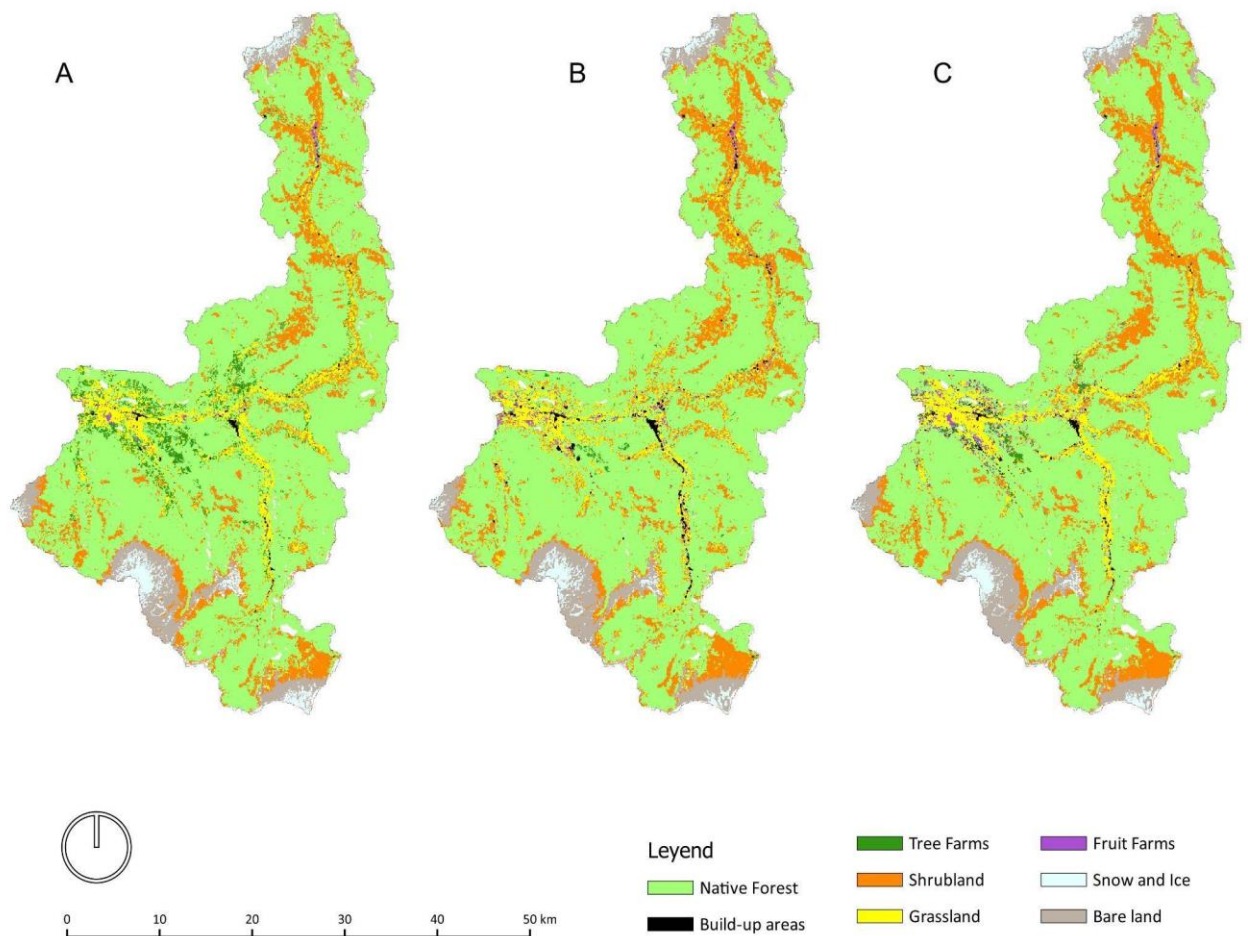 A B C
Leyend
Native Forest
Build-up areas
Tree Farms
Shrubland
Grassland
Fruit Farms
Snow and Ice
Bare land
0 10 20 30 40 50 km